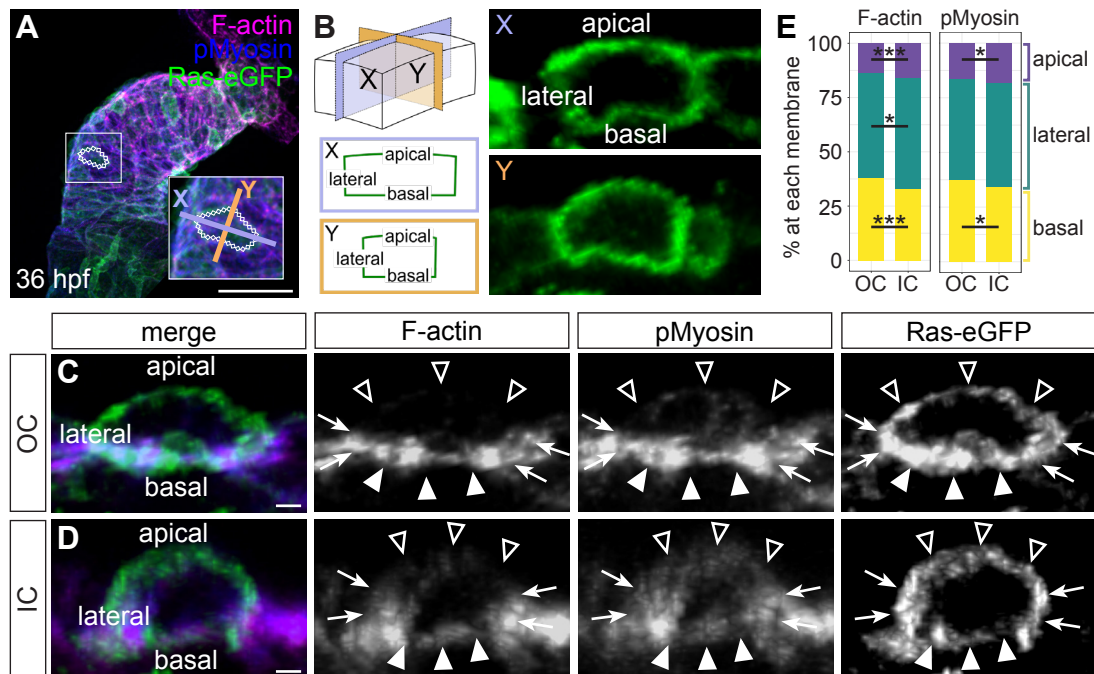 A
F-actin
pMyosin
Ras-eGFP
X
Y
36 hpf
B
X
Y
X
apical
lateral
basal
Y
apical
lateral
basal
X
apical
lateral
basal
Y
E
F-actin
pMyosin
% at each membrane
100
75
50
25
0
***
*
***
*
*
OC
IC
OC
IC
apical
lateral
basal
merge
F-actin
pMyosin
Ras-eGFP
OC
C
apical
lateral
basal
IC
D
apical
lateral
basal